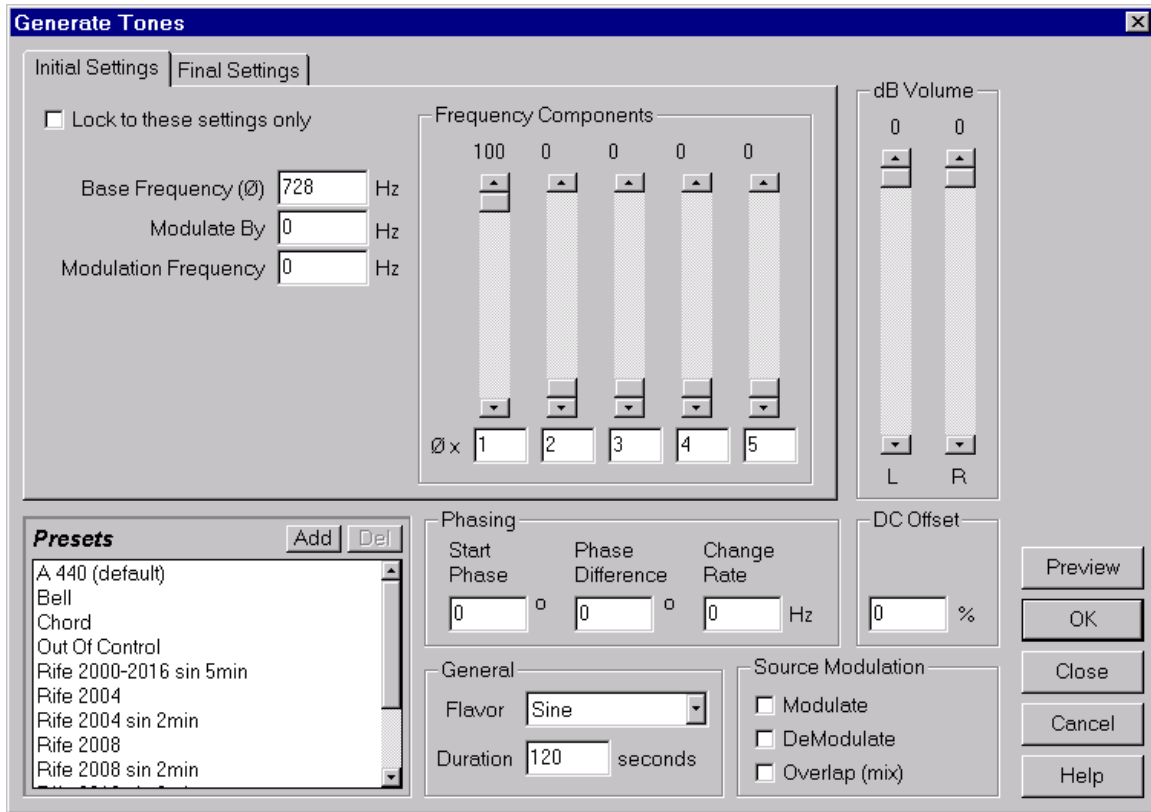 Generate Tones
Initial Settings Final Settings
Lock to these settings only
Base Frequency (Ø) 728 Hz
Modulate By 0 Hz
Modulation Frequency 0 Hz
Frequency Components
100 0 0 0 0
Ø x 1 2 3 4 5
dB Volume
0 0
L R
Presets Add Del
A 440 (default)
Bell
Chord
Out Of Control
Rife 2000-2016 sin 5min
Rife 2004
Rife 2004 sin 2min
Rife 2008
Rife 2008 sin 2min
Phasing
Start Phase 0 °
Phase Difference 0 °
Change Rate 0 Hz
DC Offset
0 %
General
Flavor Sine
Duration 120 seconds
Source Modulation
Modulate
DeModulate
Overlap (mix)
Preview
OK
Close
Cancel
Help